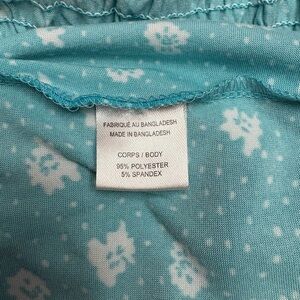 FABRIQUÉ AU BANGLADESH
MADE IN BANGLADESH
CORPS / BODY
95% POLYESTER
5% SPANDEX